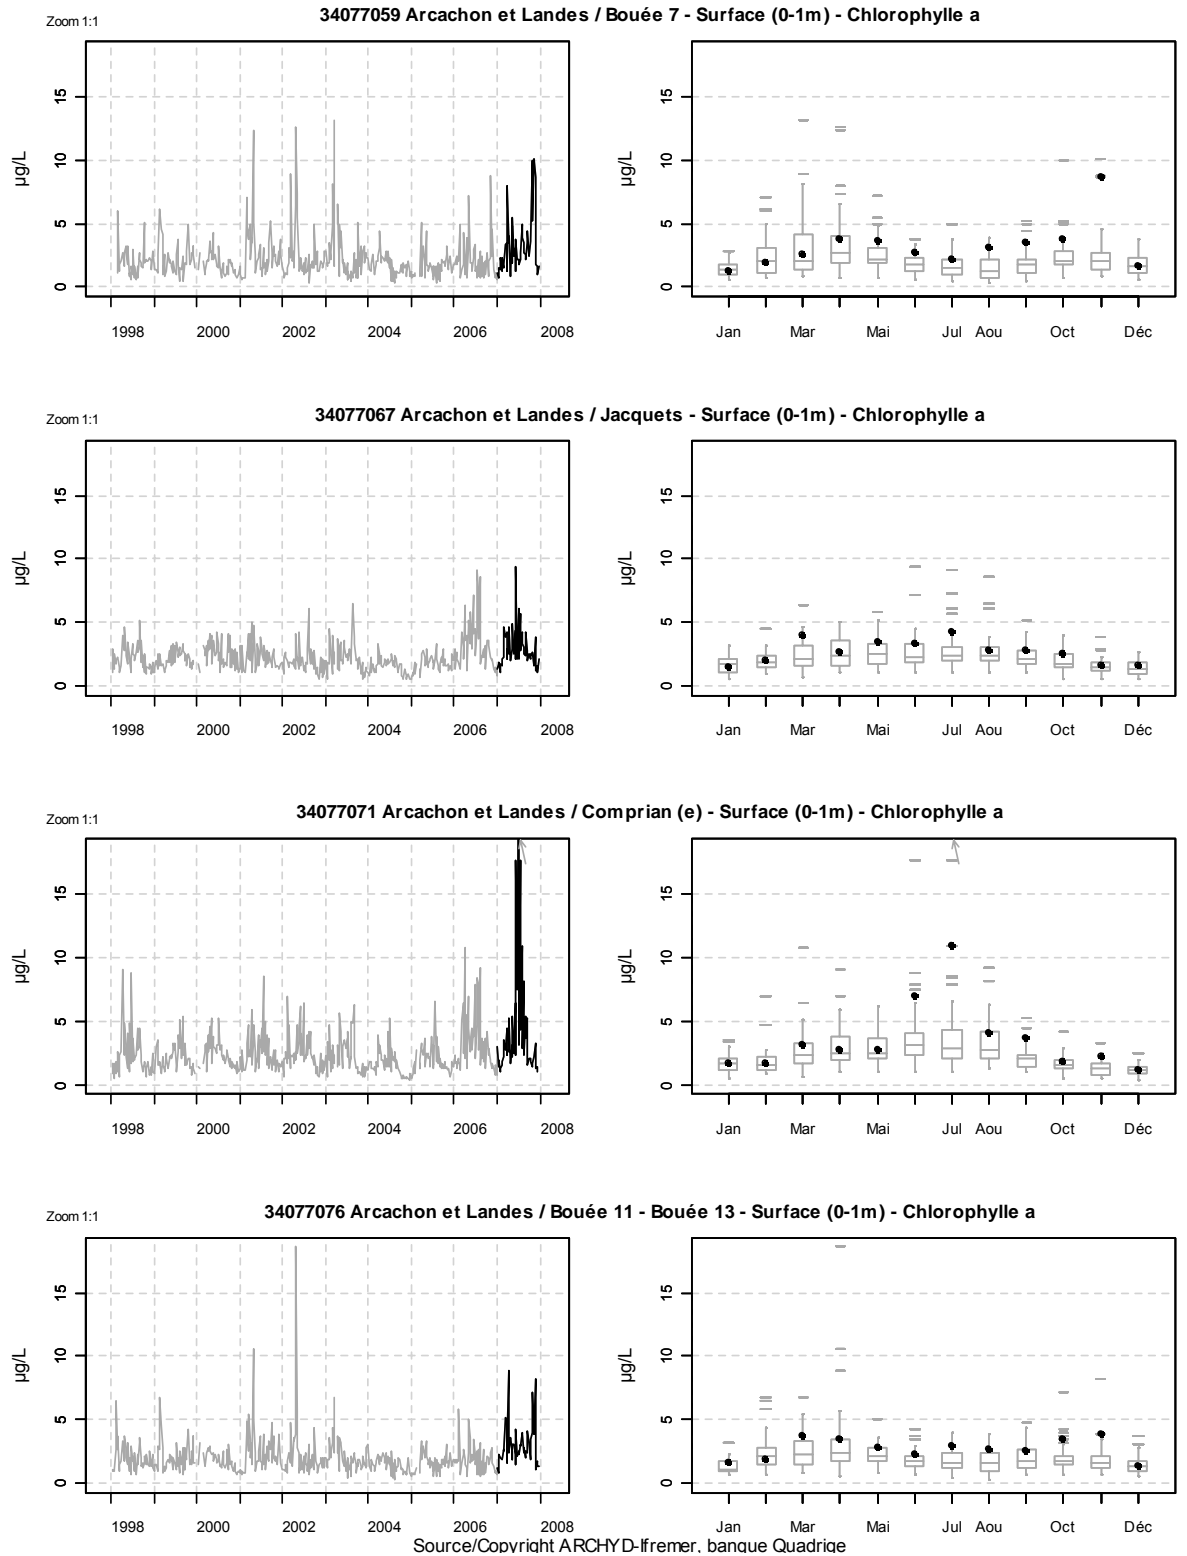 Zoom 1:1
34077059 Arcachon et Landes / Bouée 7 - Surface (0-1m) - Chlorophylle a
µg/L
15
10
5
0
1998 2000 2002 2004 2006 2008
µg/L
15
10
5
0
Jan Mar Mai Jul Aou Oct Déc
Zoom 1:1
34077067 Arcachon et Landes / Jacquets - Surface (0-1m) - Chlorophylle a
µg/L
15
10
5
0
1998 2000 2002 2004 2006 2008
µg/L
15
10
5
0
Jan Mar Mai Jul Aou Oct Déc
Zoom 1:1
34077071 Arcachon et Landes / Comprian (e) - Surface (0-1m) - Chlorophylle a
µg/L
15
10
5
0
1998 2000 2002 2004 2006 2008
µg/L
15
10
5
0
Jan Mar Mai Jul Aou Oct Déc
Zoom 1:1
34077076 Arcachon et Landes / Bouée 11 - Bouée 13 - Surface (0-1m) - Chlorophylle a
µg/L
15
10
5
0
1998 2000 2002 2004 2006 2008
µg/L
15
10
5
0
Jan Mar Mai Jul Aou Oct Déc
Source/Copyright ARCHYD-Ifremer, banque Quadrige